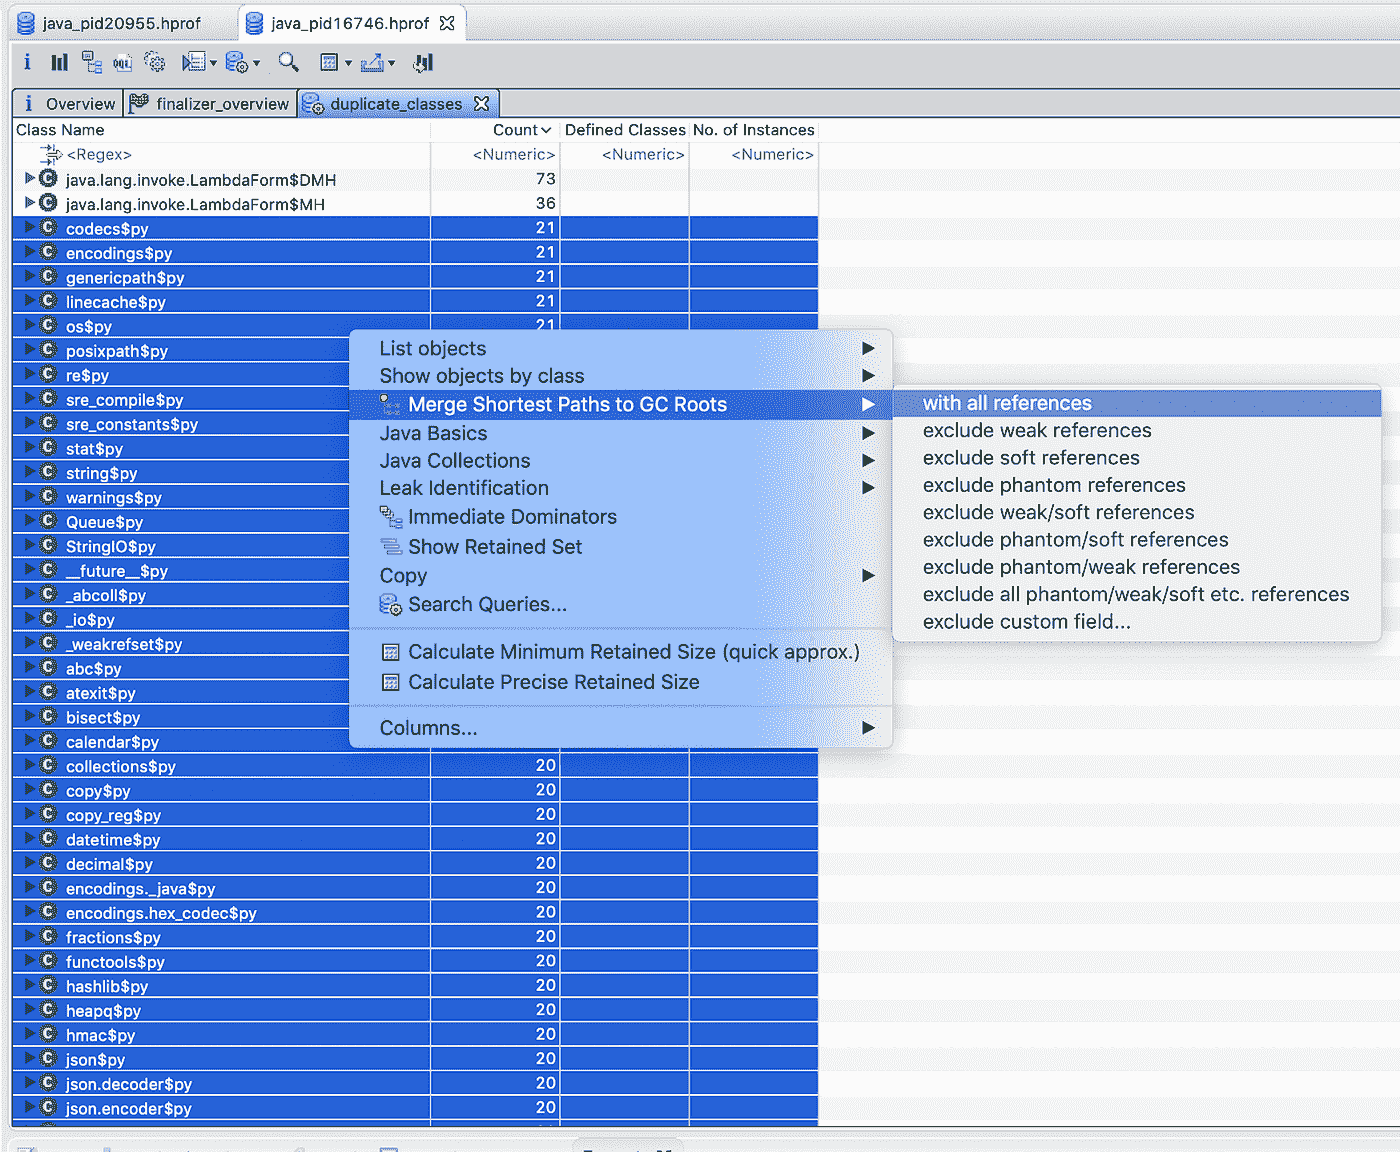 java_pid20955.hprof java_pid16746.hprof
i Overview finalizer_overview duplicate_classes
Class Name Count Defined Classes No. of Instances
<Regex> <Numeric> <Numeric> <Numeric>
java.lang.invoke.LambdaForm$DMH 73
java.lang.invoke.LambdaForm$MH 36
codecs$py 21
encodings$py 21
genericpath$py 21
linecache$py 21
os$py 21
posixpath$py
re$py
sre_compile$py
sre_constants$py
stat$py
string$py
warnings$py
Queue$py
StringIO$py
__future__$py
_abcoll$py
_io$py
_weakrefset$py
abc$py
atexit$py
bisect$py
calendar$py
collections$py 20
copy$py 20
copy_reg$py 20
datetime$py 20
decimal$py 20
encodings._java$py 20
encodings.hex_codec$py 20
fractions$py 20
functools$py 20
hashlib$py 20
heapq$py 20
hmac$py 20
json$py 20
json.decoder$py 20
json.encoder$py 20
List objects
Show objects by class
Merge Shortest Paths to GC Roots
Java Basics
Java Collections
Leak Identification
Immediate Dominators
Show Retained Set
Copy
Search Queries...
Calculate Minimum Retained Size (quick approx.)
Calculate Precise Retained Size
Columns...
with all references
exclude weak references
exclude soft references
exclude phantom references
exclude weak/soft references
exclude phantom/soft references
exclude phantom/weak references
exclude all phantom/weak/soft etc. references
exclude custom field...